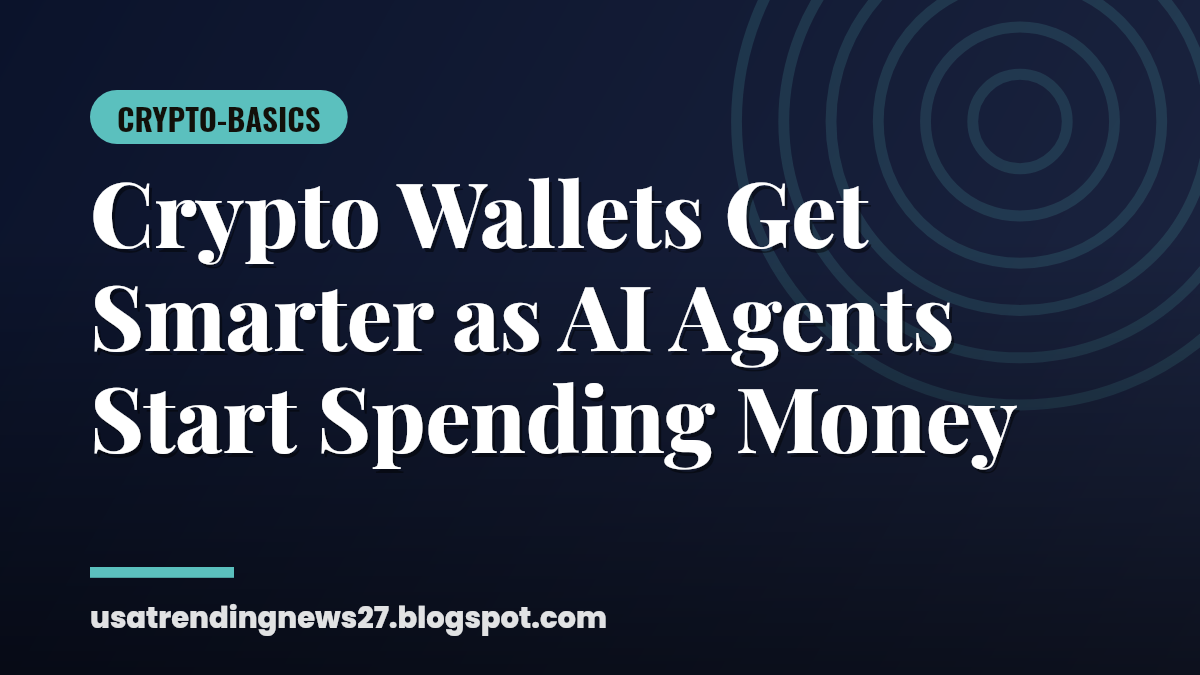 CRYPTO-BASICS
Crypto Wallets Get
Smarter as AI Agents
Start Spending Money
usatrendingnews27.blogspot.com